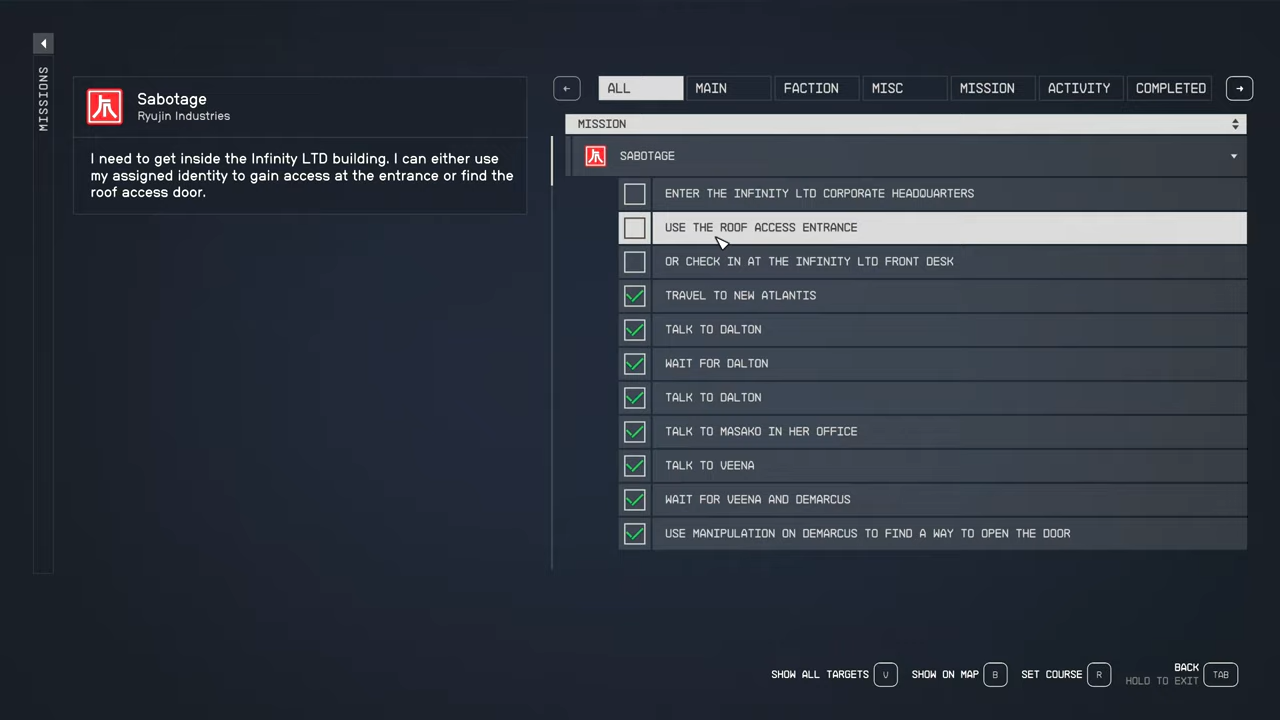 MISSIONS
Sabotage
Ryujin Industries
I need to get inside the Infinity LTD building. I can either use
my assigned identity to gain access at the entrance or find the
roof access door.
ALL
MAIN
FACTION
MISC
MISSION
ACTIVITY
COMPLETED
MISSION
SABOTAGE
ENTER THE INFINITY LTD CORPORATE HEADQUARTERS
USE THE ROOF ACCESS ENTRANCE
OR CHECK IN AT THE INFINITY LTD FRONT DESK
TRAVEL TO NEW ATLANTIS
TALK TO DALTON
WAIT FOR DALTON
TALK TO DALTON
TALK TO MASAKO IN HER OFFICE
TALK TO VEENA
WAIT FOR VEENA AND DEMARCUS
USE MANIPULATION ON DEMARCUS TO FIND A WAY TO OPEN THE DOOR
SHOW ALL TARGETS V
SHOW ON MAP B
SET COURSE R
BACK
HOLD TO EXIT TAB